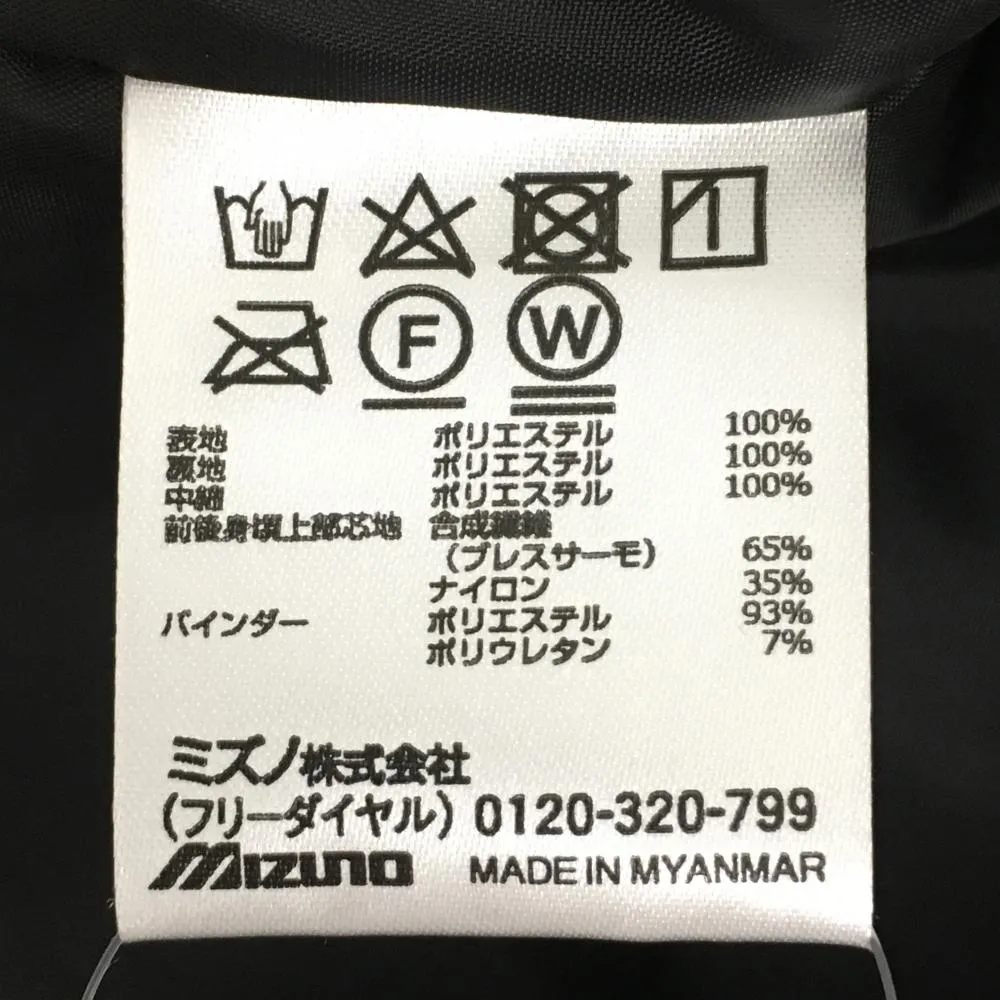 F W
表地 ポリエステル 100%
裏地 ポリエステル 100%
中綿 ポリエステル 100%
前後身頃上部芯地 合成繊維
(ブレスサーモ) 65%
ナイロン 35%
バインダー ポリエステル 93%
ポリウレタン 7%
ミズノ株式会社
(フリーダイヤル) 0120-320-799
MIZUNO MADE IN MYANMAR